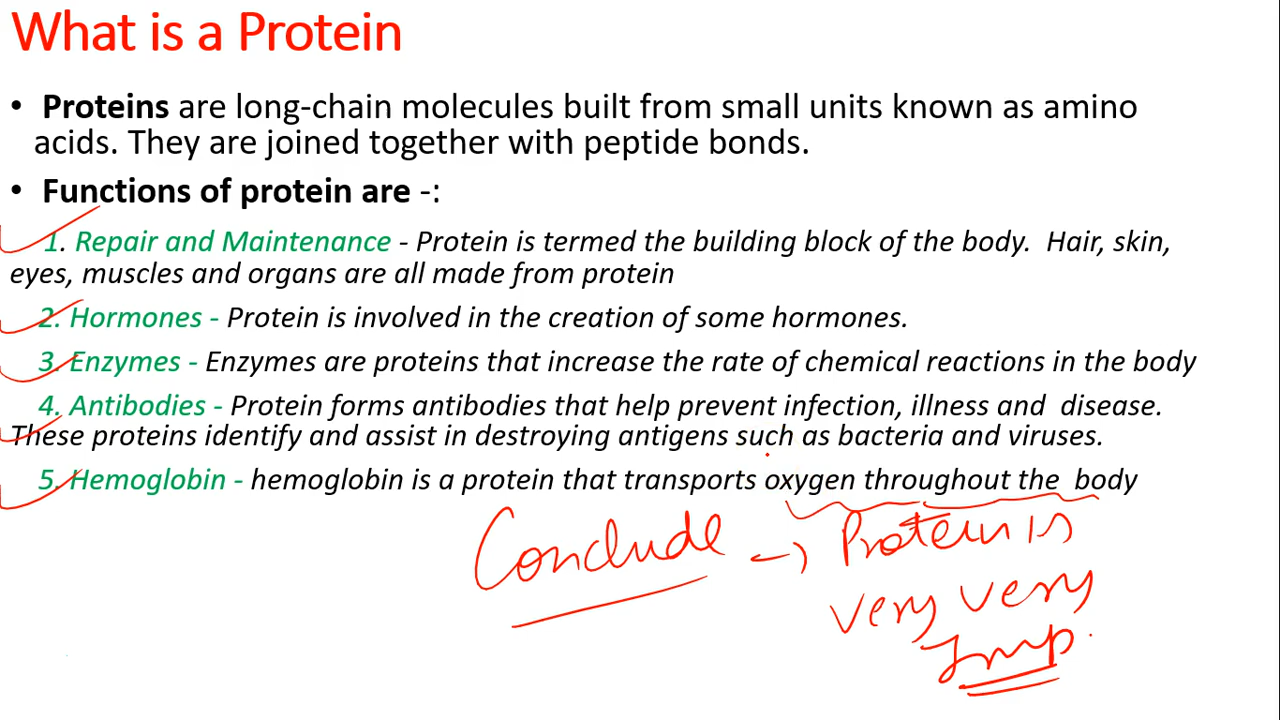 What is a Protein
• Proteins are long-chain molecules built from small units known as amino
acids. They are joined together with peptide bonds.
• Functions of protein are -:
1. Repair and Maintenance - Protein is termed the building block of the body. Hair, skin,
eyes, muscles and organs are all made from protein
2. Hormones - Protein is involved in the creation of some hormones.
3. Enzymes - Enzymes are proteins that increase the rate of chemical reactions in the body
4. Antibodies - Protein forms antibodies that help prevent infection, illness and disease.
These proteins identify and assist in destroying antigens such as bacteria and viruses.
5. Hemoglobin - hemoglobin is a protein that transports oxygen throughout the body
Conclude → Protein is
very very
Imp.